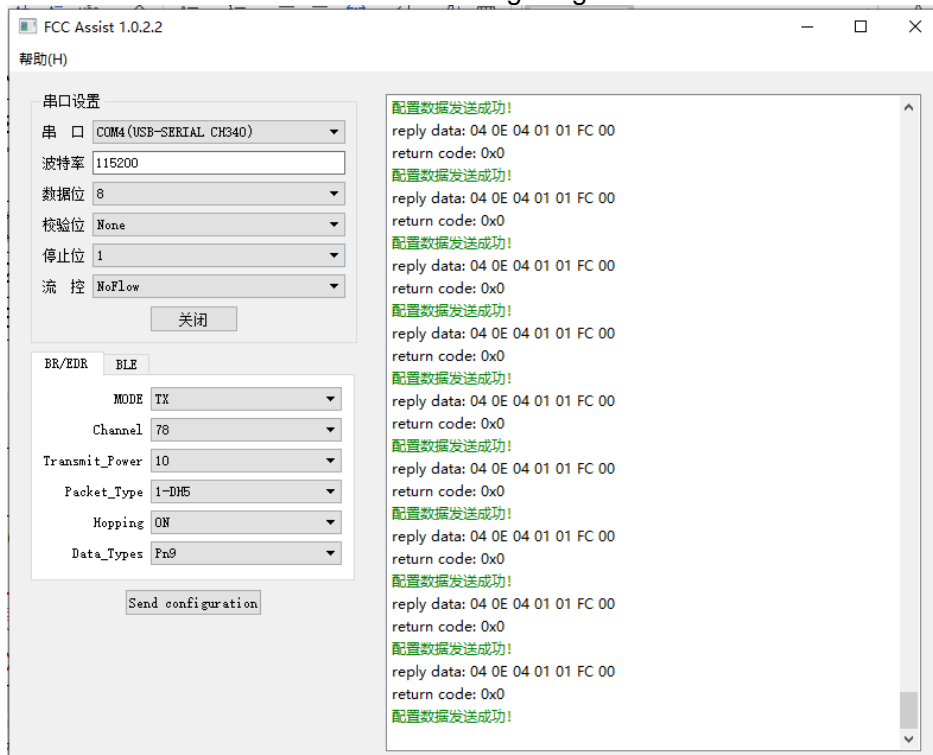 FCC Assist 1.0.2.2
帮助(H)
串口设置
串 口 COM4(USB-SERIAL CH340)
波特率 115200
数据位 8
校验位 None
停止位 1
流 控 NoFlow
关闭
BR/EDR BLE
MODE TX
Channel 78
Transmit_Power 10
Packet_Type 1-DH5
Hopping ON
Data_Types Pn9
Send configuration
配置数据发送成功!
reply data: 04 0E 04 01 01 FC 00
return code: 0x0
配置数据发送成功!
reply data: 04 0E 04 01 01 FC 00
return code: 0x0
配置数据发送成功!
reply data: 04 0E 04 01 01 FC 00
return code: 0x0
配置数据发送成功!
reply data: 04 0E 04 01 01 FC 00
return code: 0x0
配置数据发送成功!
reply data: 04 0E 04 01 01 FC 00
return code: 0x0
配置数据发送成功!
reply data: 04 0E 04 01 01 FC 00
return code: 0x0
配置数据发送成功!
reply data: 04 0E 04 01 01 FC 00
return code: 0x0
配置数据发送成功!
reply data: 04 0E 04 01 01 FC 00
return code: 0x0
配置数据发送成功!
reply data: 04 0E 04 01 01 FC 00
return code: 0x0
配置数据发送成功!